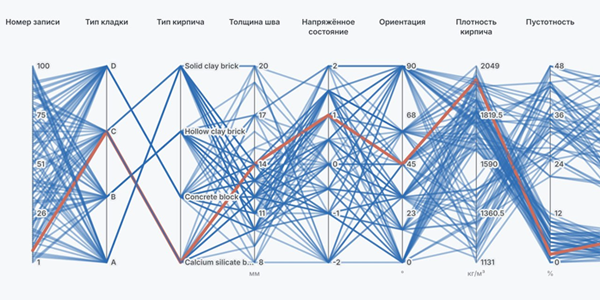 Номер записи Тип кладки Тип кирпича Толщина шва Напряжённое Ориентация Плотность Пустотность
состояние кирпича
100 D Solid clay brick 20 2 90 2049 48
75 17 1 68 1819.5 36
C Hollow clay brick
51 14 0 45 1590 24
B Concrete block
26 11 -1 23 1360.5 12
1 A Calcium silicate b... 8 -2 0 1131 0
мм ° кг/м³ %